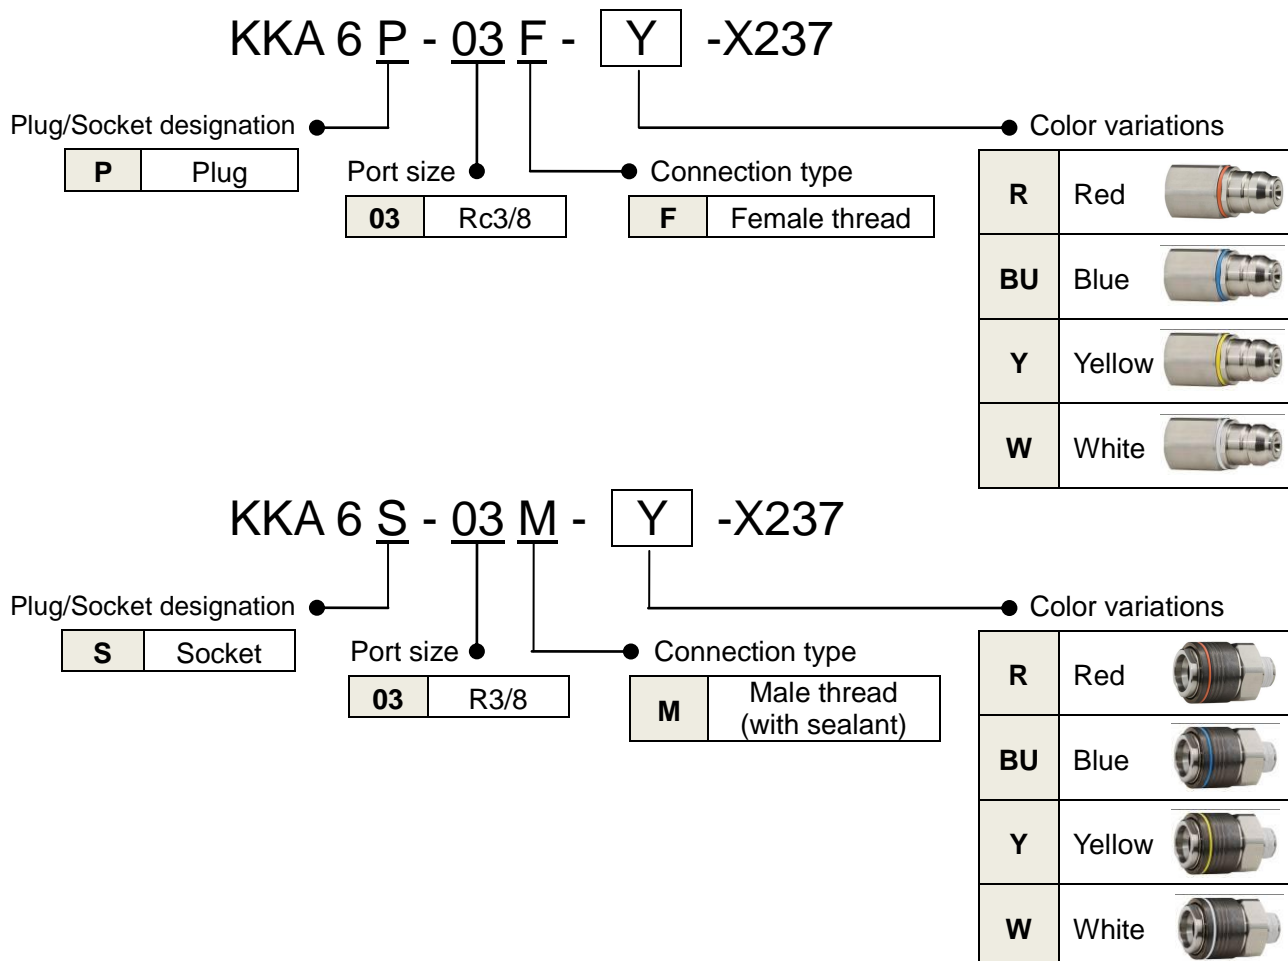 KKA 6 P - 03 F - Y -X237
Plug/Socket designation
P Plug
Port size
03 Rc3/8
Connection type
F Female thread
Color variations
R Red
BU Blue
Y Yellow
W White
KKA 6 S - 03 M - Y -X237
Plug/Socket designation
S Socket
Port size
03 R3/8
Connection type
M Male thread
(with sealant)
Color variations
R Red
BU Blue
Y Yellow
W White